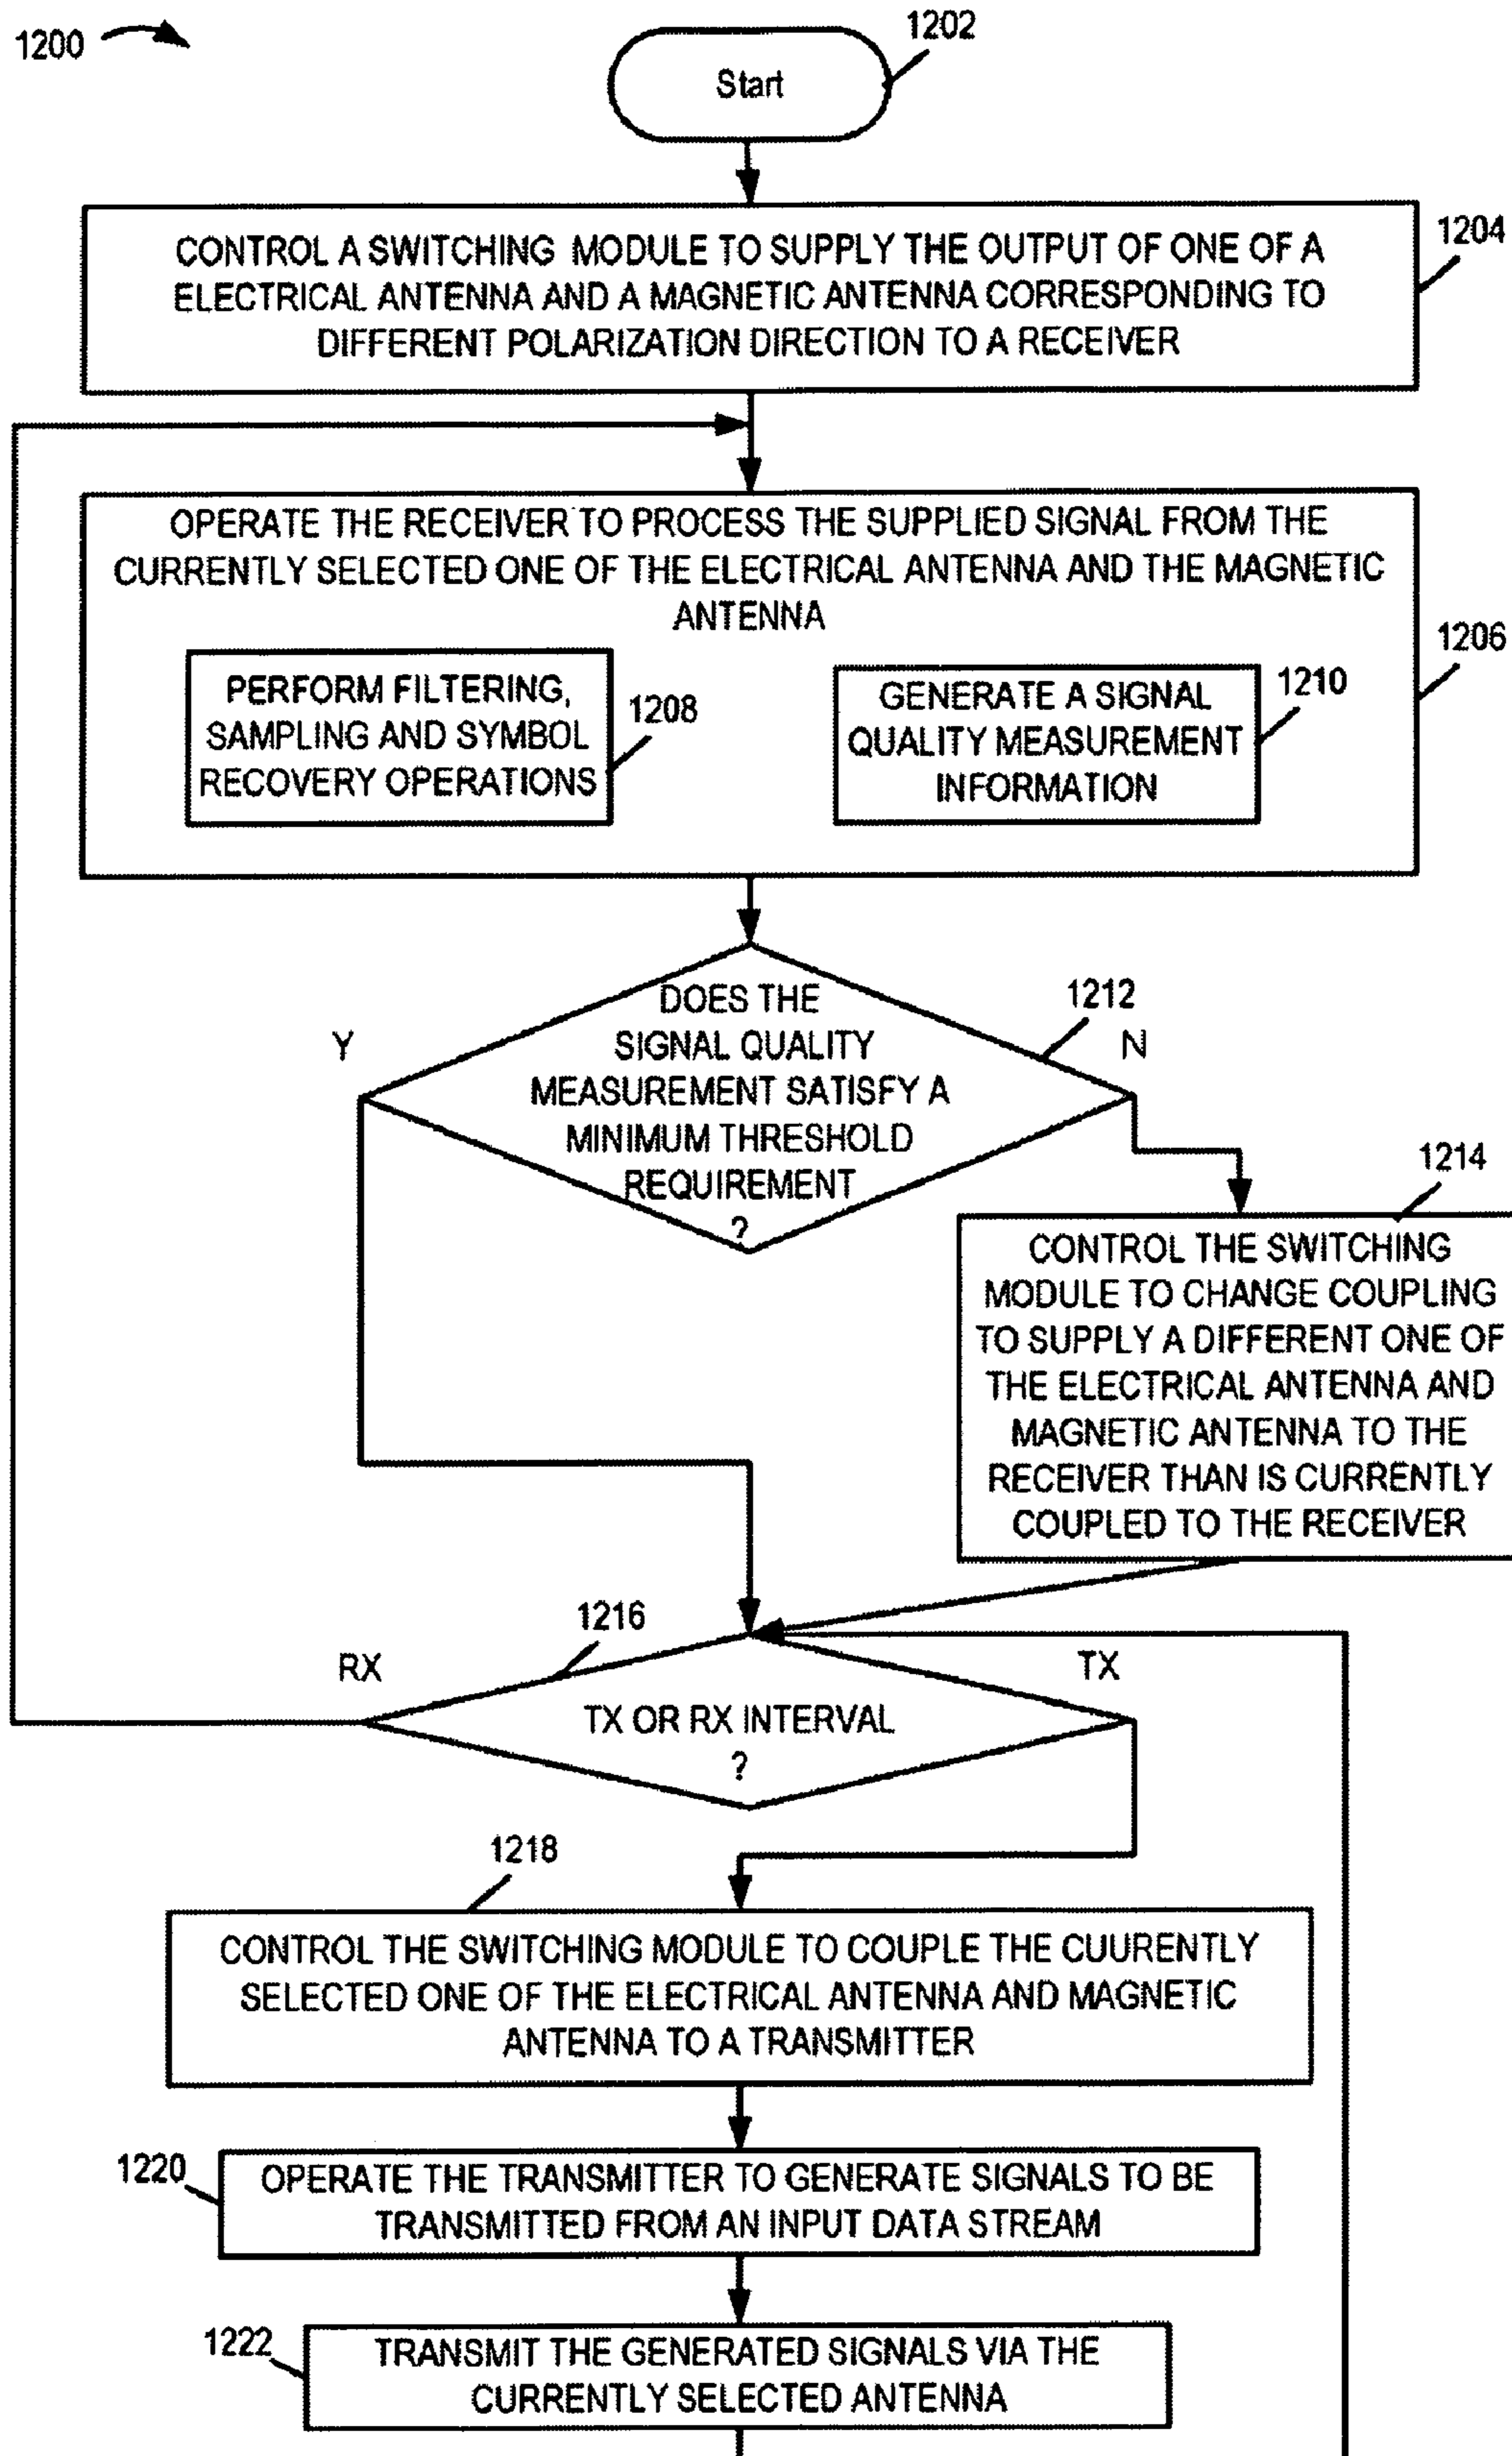 1200
1202
Start
1204
CONTROL A SWITCHING MODULE TO SUPPLY THE OUTPUT OF ONE OF A
ELECTRICAL ANTENNA AND A MAGNETIC ANTENNA CORRESPONDING TO
DIFFERENT POLARIZATION DIRECTION TO A RECEIVER
OPERATE THE RECEIVER TO PROCESS THE SUPPLIED SIGNAL FROM THE
CURRENTLY SELECTED ONE OF THE ELECTRICAL ANTENNA AND THE MAGNETIC
ANTENNA
1206
PERFORM FILTERING,
SAMPLING AND SYMBOL
RECOVERY OPERATIONS
1208
GENERATE A SIGNAL
QUALITY MEASUREMENT
INFORMATION
1210
DOES THE
SIGNAL QUALITY
MEASUREMENT SATISFY A
MINIMUM THRESHOLD
REQUIREMENT
?
1212
Y
N
1214
CONTROL THE SWITCHING
MODULE TO CHANGE COUPLING
TO SUPPLY A DIFFERENT ONE OF
THE ELECTRICAL ANTENNA AND
MAGNETIC ANTENNA TO THE
RECEIVER THAN IS CURRENTLY
COUPLED TO THE RECEIVER
1216
RX
TX
TX OR RX INTERVAL
?
1218
CONTROL THE SWITCHING MODULE TO COUPLE THE CUURENTLY
SELECTED ONE OF THE ELECTRICAL ANTENNA AND MAGNETIC
ANTENNA TO A TRANSMITTER
1220
OPERATE THE TRANSMITTER TO GENERATE SIGNALS TO BE
TRANSMITTED FROM AN INPUT DATA STREAM
1222
TRANSMIT THE GENERATED SIGNALS VIA THE
CURRENTLY SELECTED ANTENNA